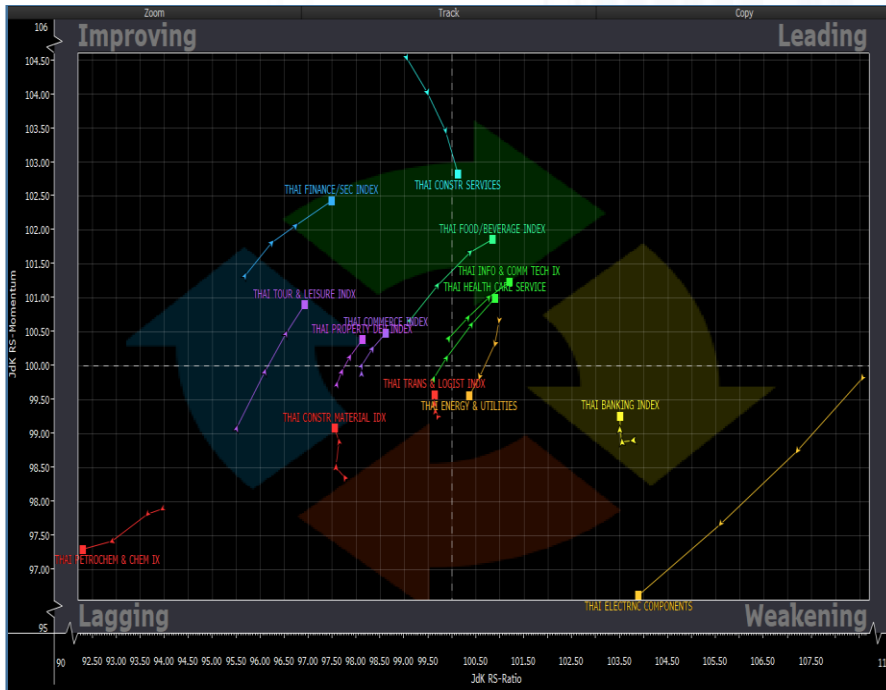 Zoom Track Copy
106
Improving Leading
104.50
104.00
103.50
103.00
THAI CONSTR SERVICES
102.50
THAI FINANCE/SEC INDEX
102.00
THAI FOOD/BEVERAGE INDEX
101.50
THAI INFO & COMM TECH IX
THAI HEALTH CARE SERVICE
101.00
THAI TOUR & LEISURE INDX
THAI COMMERCE INDEX
100.50
THAI PROPERTY DEV INDEX
JdK RS-Momentum
100.00
THAI TRANS & LOGIST INDX
99.50
THAI ENERGY & UTILITIES
THAI BANKING INDEX
THAI CONSTR MATERIAL IDX
99.00
98.50
98.00
97.50
THAI PETROCHEM & CHEM IX
97.00
THAI ELECTRNC COMPONENTS
Lagging Weakening
95
90 92.50 93.00 94.00 94.50 95.00 95.50 96.00 96.50 97.00 97.50 98.00 98.50 99.00 99.50 100.50 101.50 102.50 103.50 104.50 105.50 106.50 107.50 11
JdK RS-Ratio